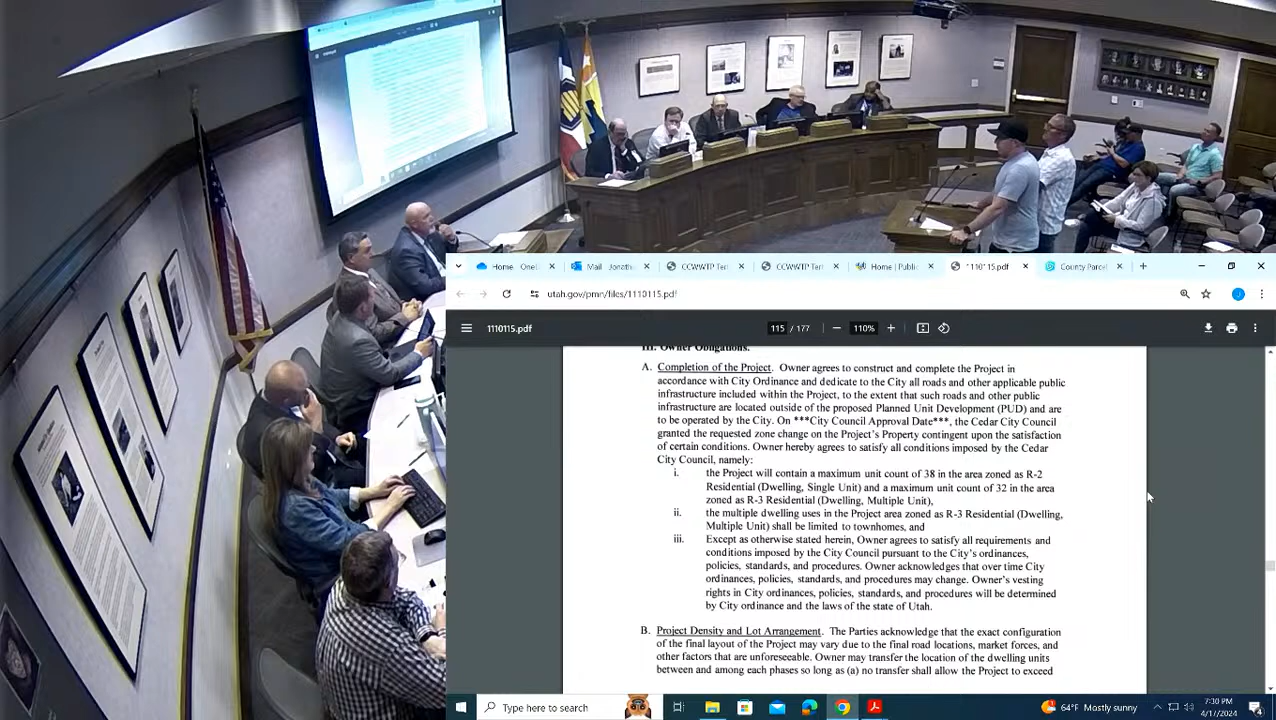 Home - OneD
Mail - Jonatha
CCWWTP Terr
CCWWTP Terr
Home | Public
*110*15.pdf
County Parcel
utah.gov/pmn/files/1110115.pdf
1110115.pdf
115 / 177
110%
III. Owner Obligations.
A. Completion of the Project. Owner agrees to construct and complete the Project in
accordance with City Ordinance and dedicate to the City all roads and other applicable public
infrastructure included within the Project, to the extent that such roads and other public
infrastructure are located outside of the proposed Planned Unit Development (PUD) and are
to be operated by the City. On ***City Council Approval Date***, the Cedar City Council
granted the requested zone change on the Project's Property contingent upon the satisfaction
of certain conditions. Owner hereby agrees to satisfy all conditions imposed by the Cedar
City Council, namely:
i. the Project will contain a maximum unit count of 38 in the area zoned as R-2
Residential (Dwelling, Single Unit) and a maximum unit count of 32 in the area
zoned as R-3 Residential (Dwelling, Multiple Unit),
ii. the multiple dwelling uses in the Project area zoned as R-3 Residential (Dwelling,
Multiple Unit) shall be limited to townhomes, and
iii. Except as otherwise stated herein, Owner agrees to satisfy all requirements and
conditions imposed by the City Council pursuant to the City's ordinances,
policies, standards, and procedures. Owner acknowledges that over time City
ordinances, policies, standards, and procedures may change. Owner's vesting
rights in City ordinances, policies, standards, and procedures will be determined
by City ordinance and the laws of the state of Utah.
B. Project Density and Lot Arrangement. The Parties acknowledge that the exact configuration
of the final layout of the Project may vary due to the final road locations, market forces, and
other factors that are unforeseeable. Owner may transfer the location of the dwelling units
between and among each phases so long as (a) no transfer shall allow the Project to exceed
Type here to search
64°F Mostly sunny
7:30 PM
4/17/2024